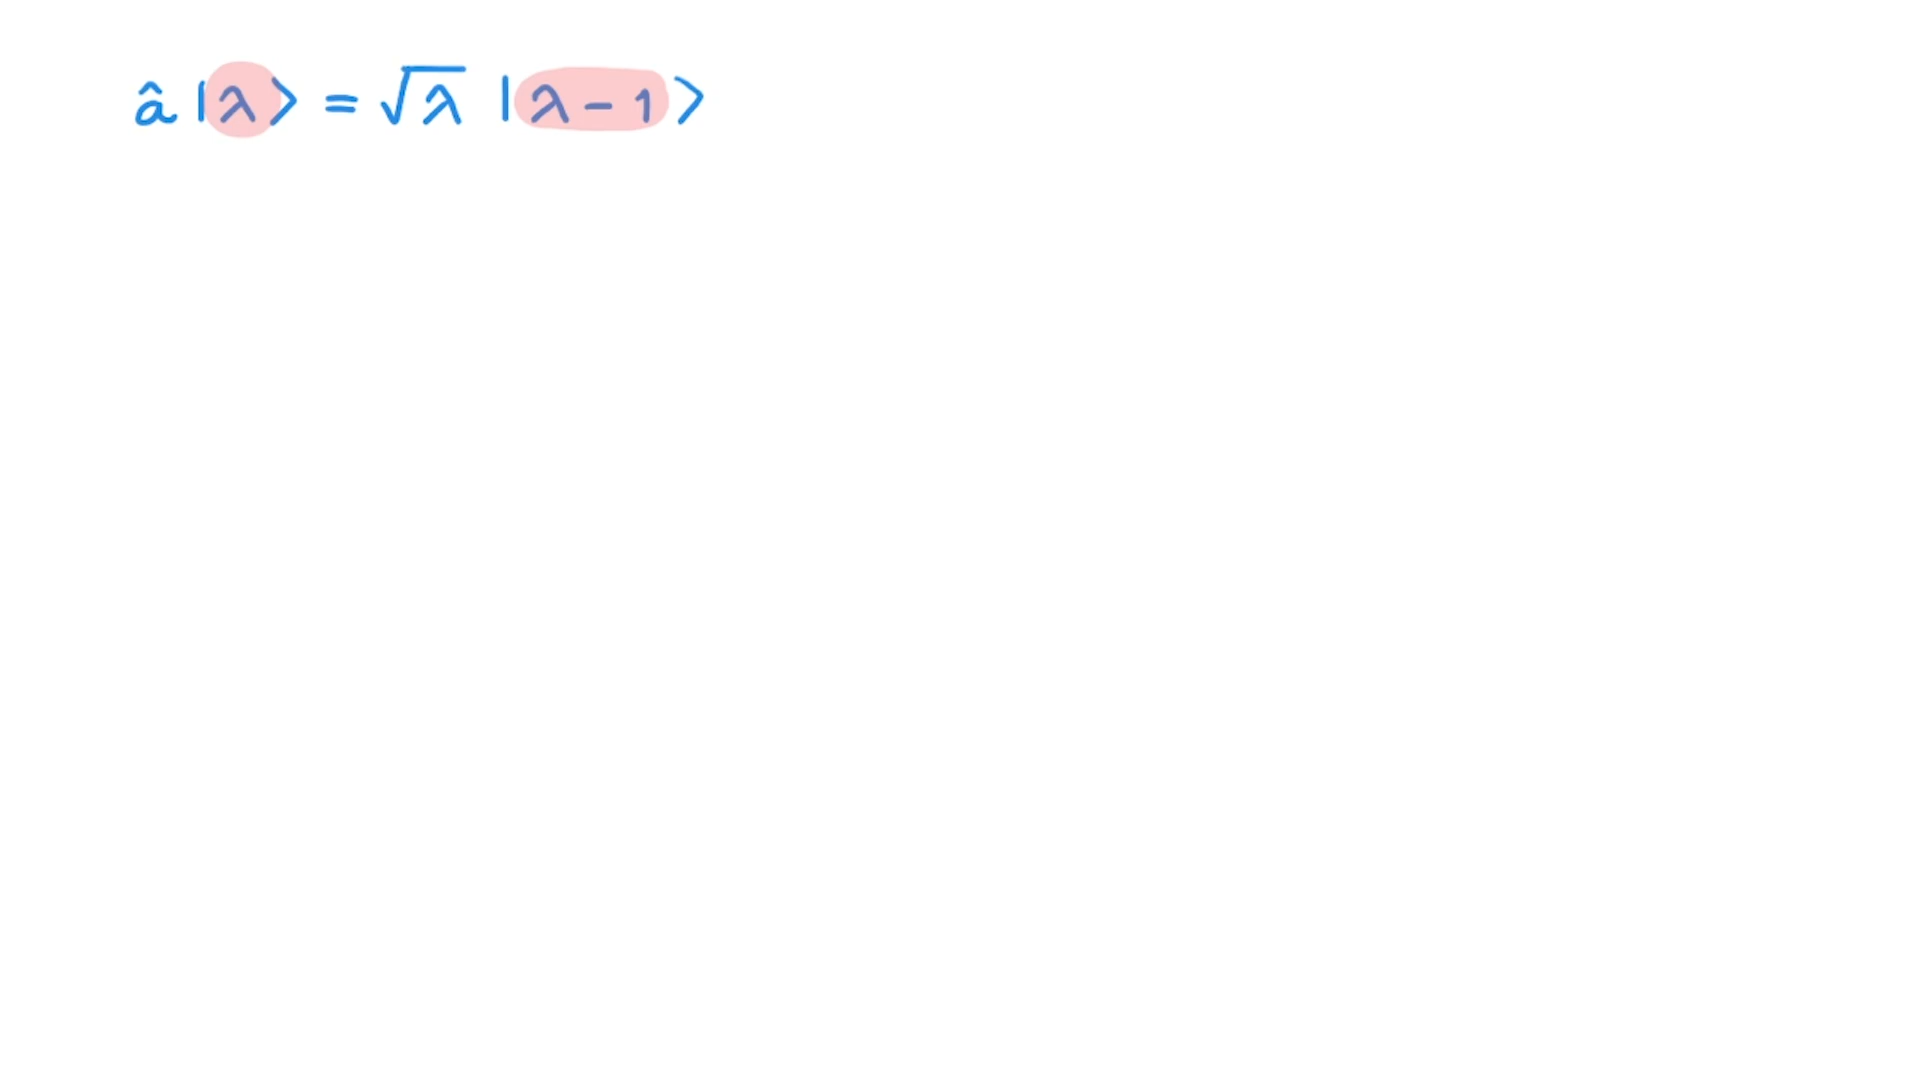 â |λ⟩ = √λ |λ − 1⟩